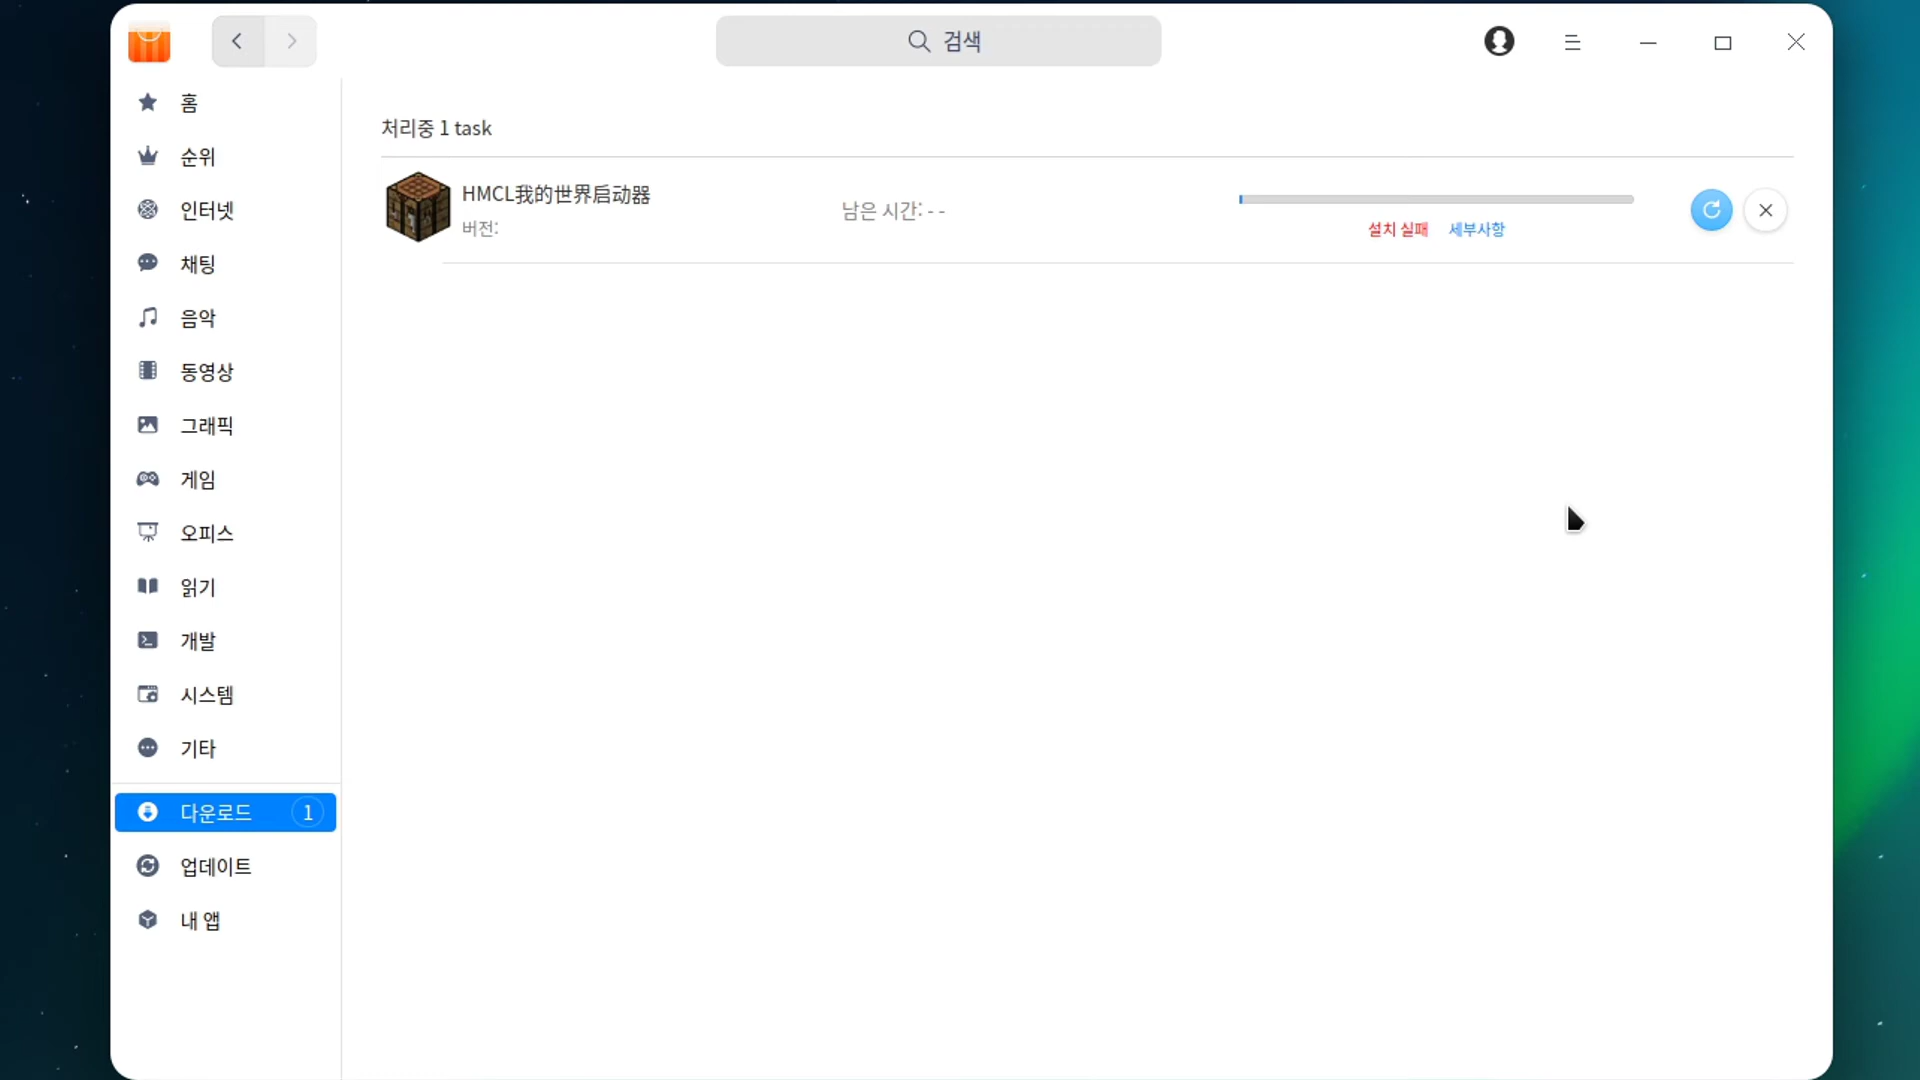 검색
홈
순위
인터넷
채팅
음악
동영상
그래픽
게임
오피스
읽기
개발
시스템
기타
다운로드 1
업데이트
내 앱
처리중 1 task
HMCL我的世界启动器
버전:
남은 시간: - -
설치 실패 세부사항